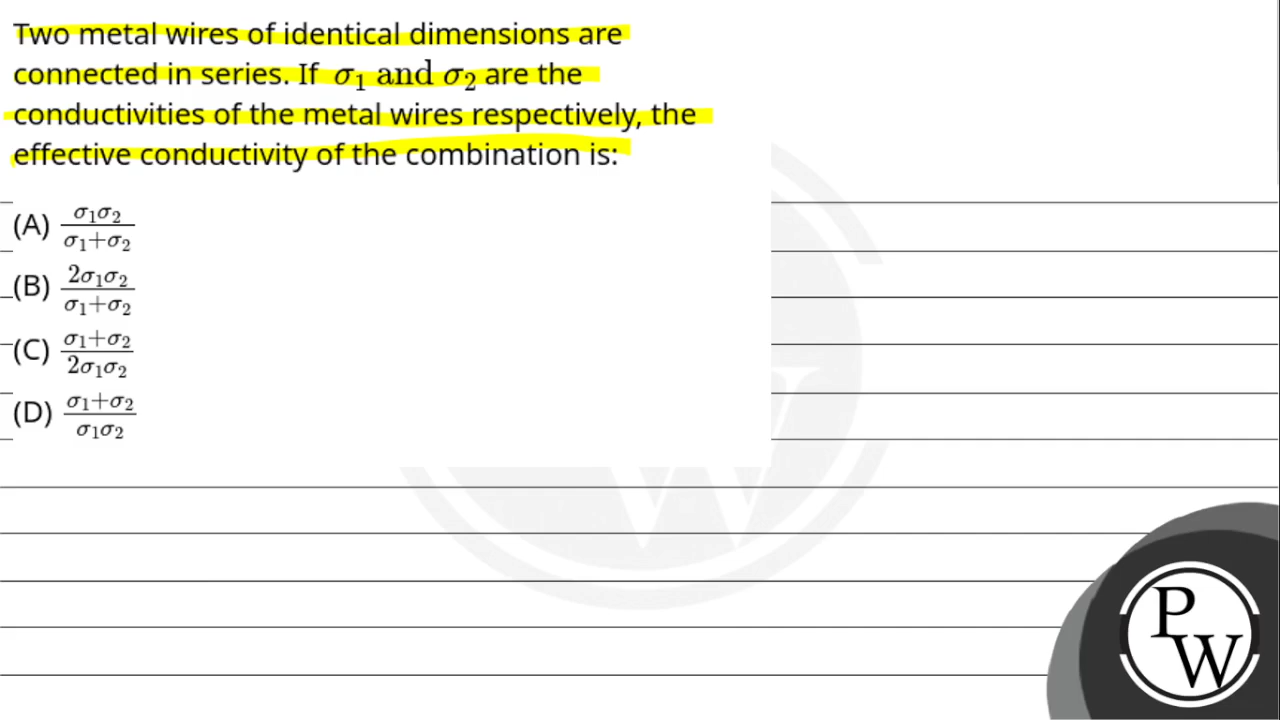 Two metal wires of identical dimensions are
connected in series. If σ₁ and σ₂ are the
conductivities of the metal wires respectively, the
effective conductivity of the combination is:
(A) σ₁σ₂/(σ₁+σ₂)
(B) 2σ₁σ₂/(σ₁+σ₂)
(C) (σ₁+σ₂)/2σ₁σ₂
(D) (σ₁+σ₂)/σ₁σ₂
P
W